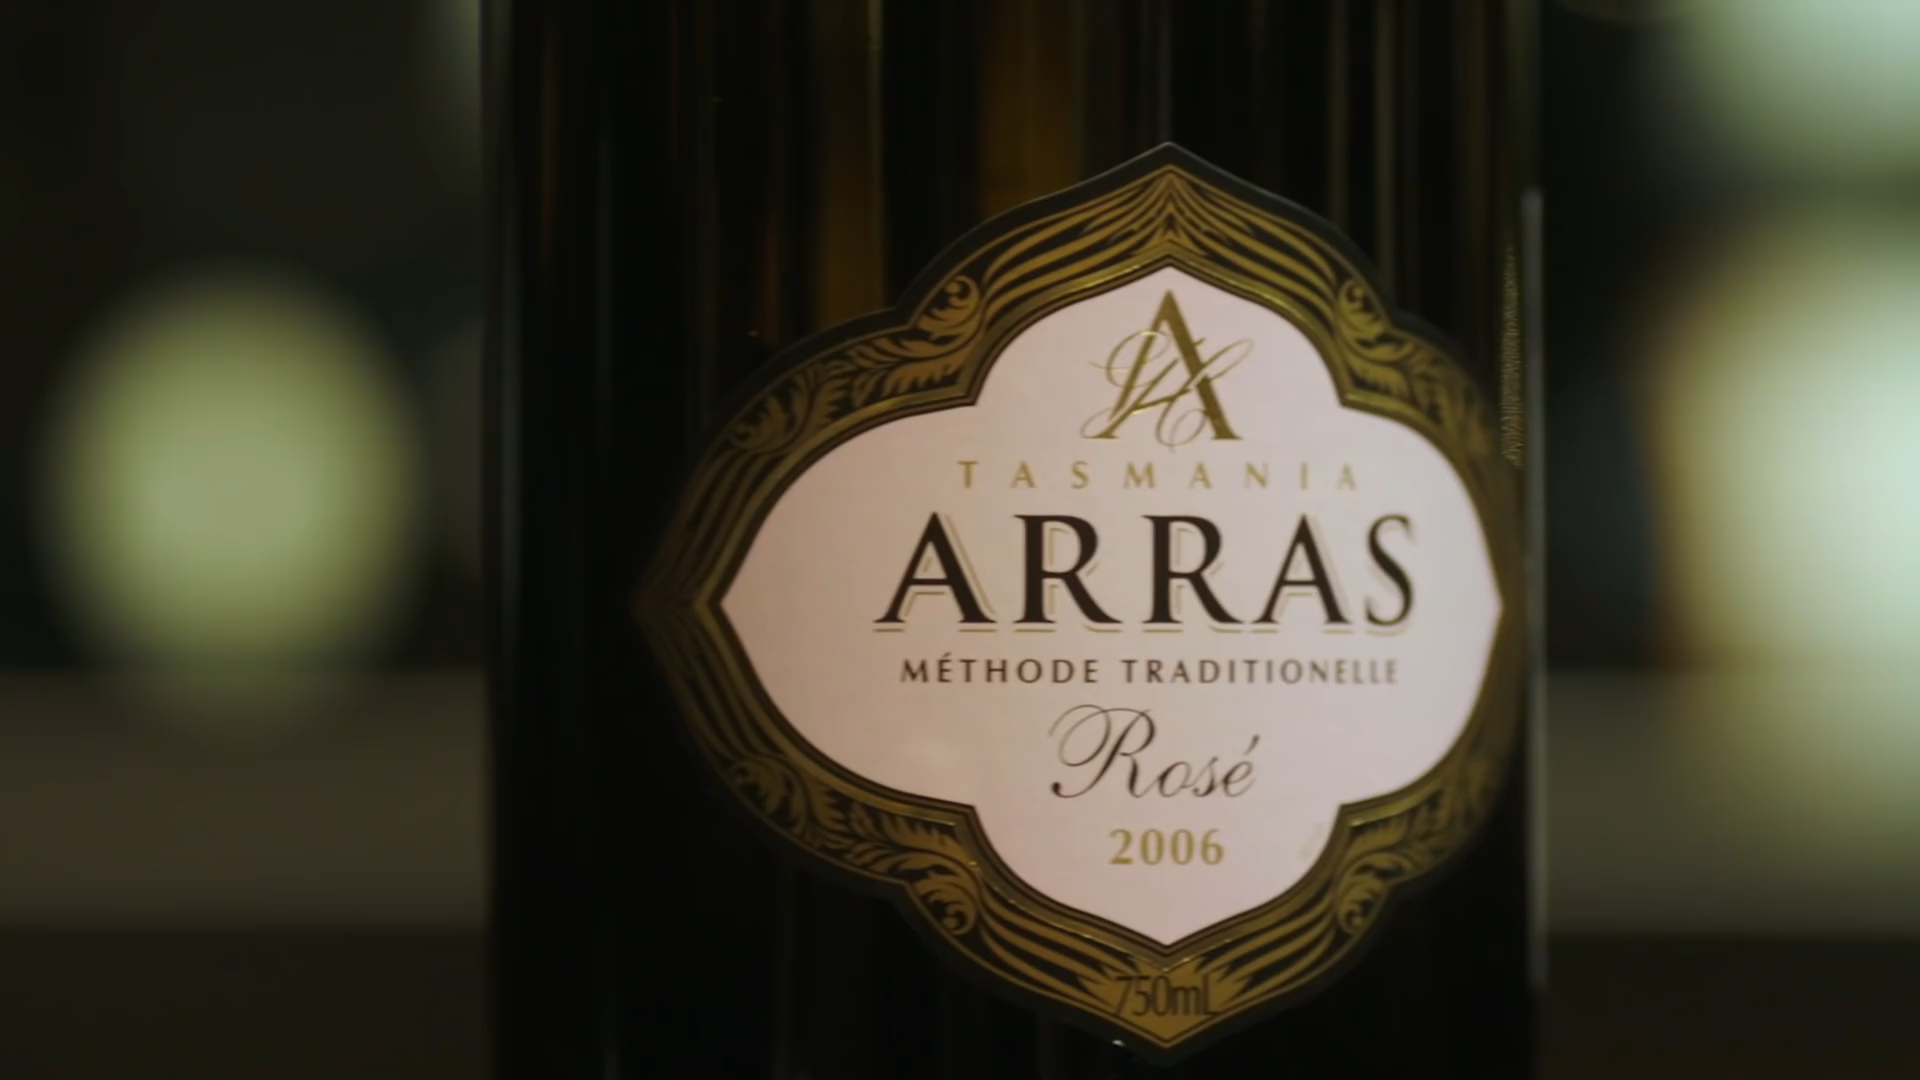 A
TASMANIA
ARRAS
MÉTHODE TRADITIONELLE
Rosé
2006
750mL